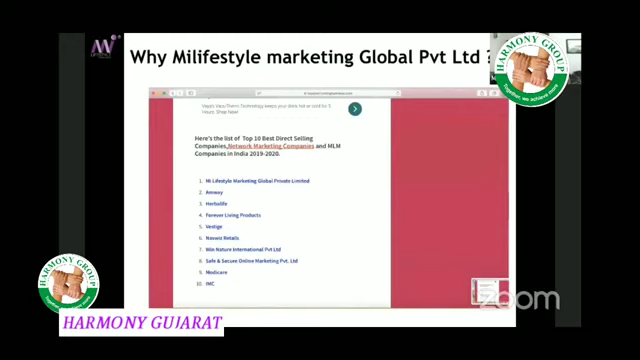 Why Milifestyle marketing Global Pvt Ltd ?
HARMONY GROUP
Together, we achieve more
Vaya's VacuTherm Technology keeps your drink hot or cold for 5
hours. Shop Now!
Here's the list of Top 10 Best Direct Selling
Companies,Network Marketing Companies and MLM
Companies in India 2019-2020.
1. Mi Lifestyle Marketing Global Private Limited
2. Amway
3. Herbalife
4. Forever Living Products
5. Vestige
6. Naswiz Retails
7. Win Nature International Pvt Ltd
8. Safe & Secure Online Marketing Pvt. Ltd
9. Modicare
10. IMC
HARMONY GROUP
zoom
HARMONY GUJARAT